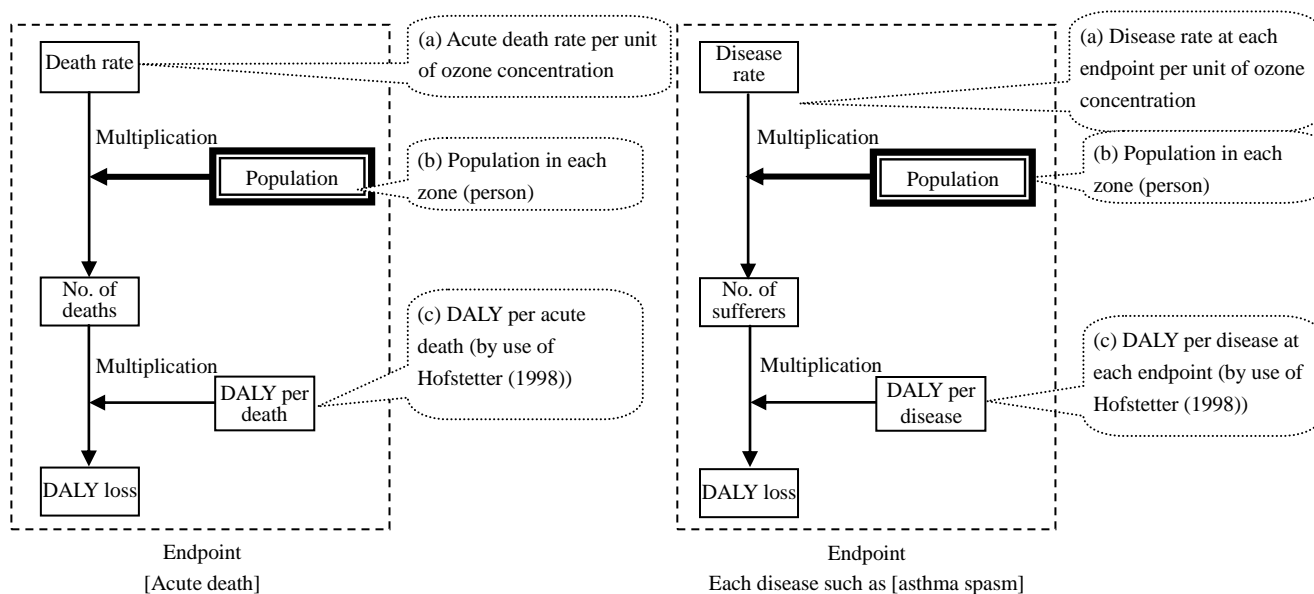 Death rate
(a) Acute death rate per unit
of ozone concentration
Multiplication
Population
(b) Population in each
zone (person)
No. of
deaths
(c) DALY per acute
death (by use of
Hofstetter (1998))
Multiplication
DALY per
death
DALY loss
Endpoint
[Acute death]
Disease
rate
(a) Disease rate at each
endpoint per unit of ozone
concentration
Multiplication
Population
(b) Population in each
zone (person)
No. of
sufferers
(c) DALY per disease at
each endpoint (by use of
Hofstetter (1998))
Multiplication
DALY per
disease
DALY loss
Endpoint
Each disease such as [asthma spasm]